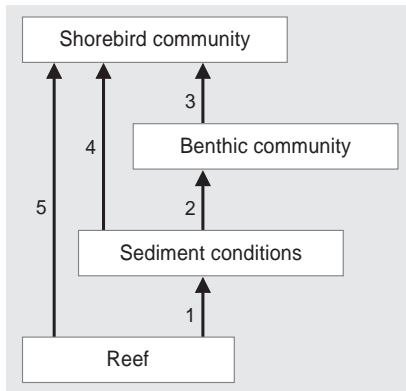 Shorebird community
3
Benthic community
4
5
2
Sediment conditions
1
Reef